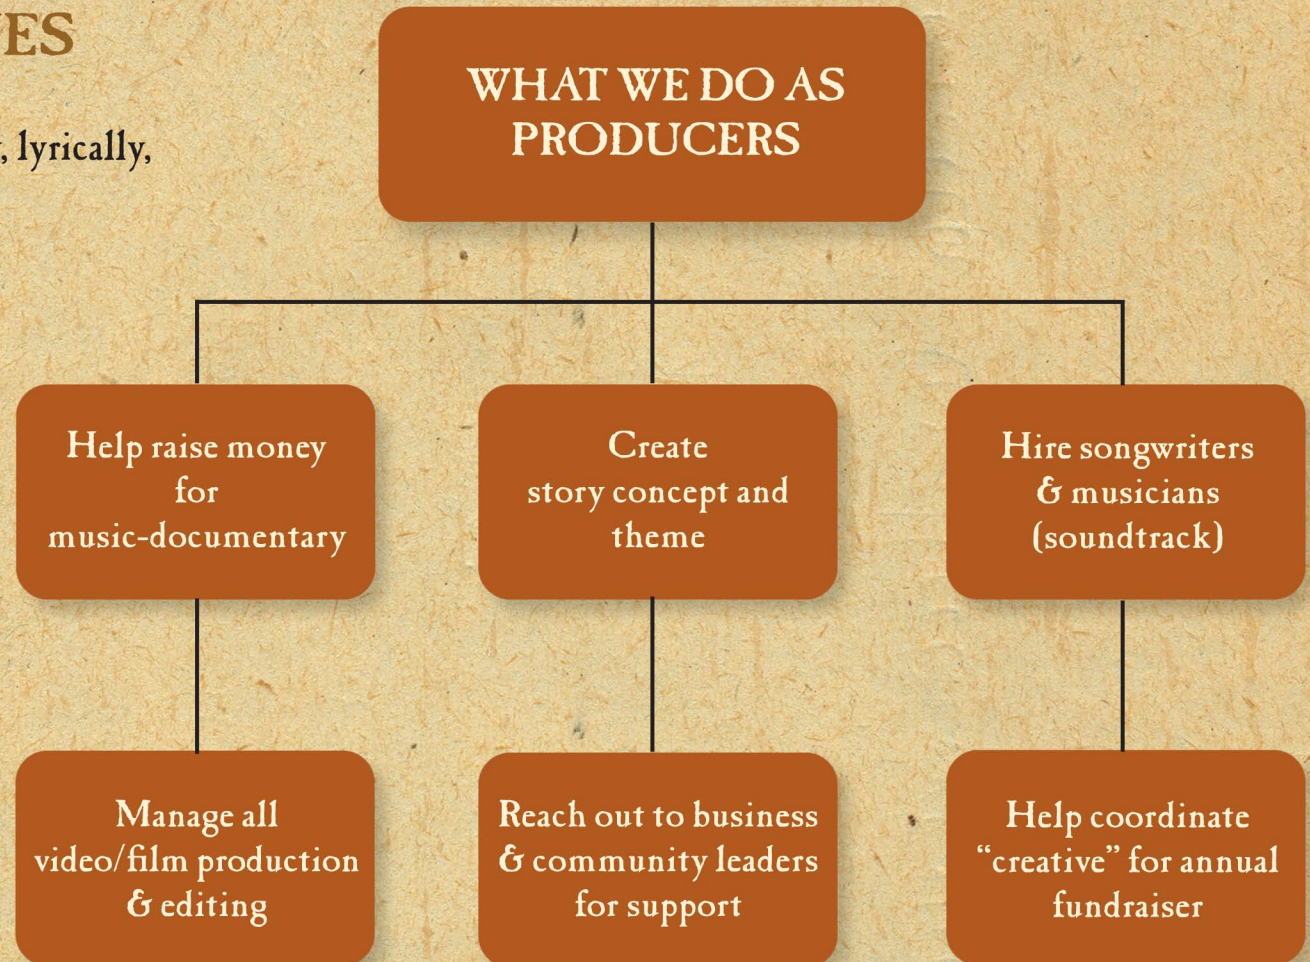 , lyrically,
WHAT WE DO AS
PRODUCERS
Help raise money
for
music-documentary
Create
story concept and
theme
Hire songwriters
& musicians
(soundtrack)
Manage all
video/film production
& editing
Reach out to business
& community leaders
for support
Help coordinate
“creative” for annual
fundraiser